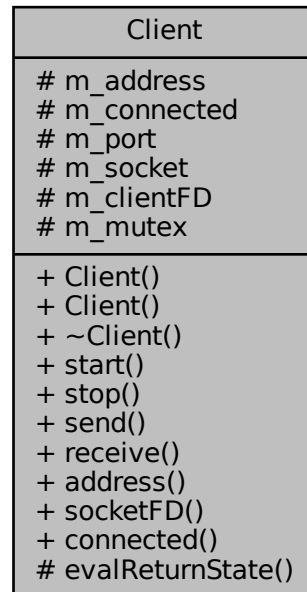 Client
# m_address
# m_connected
# m_port
# m_socket
# m_clientFD
# m_mutex
+ Client()
+ Client()
+ ~Client()
+ start()
+ stop()
+ send()
+ receive()
+ address()
+ socketFD()
+ connected()
# evalReturnState()